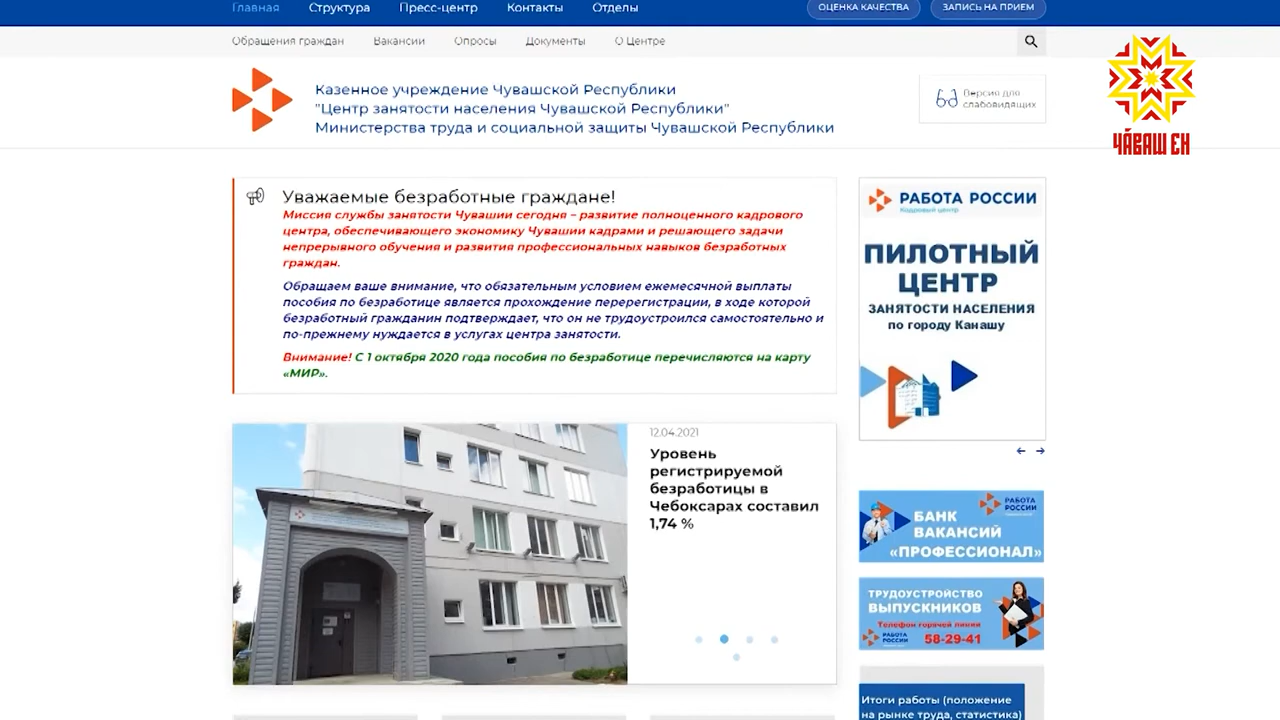 Главная Структура Пресс-центр Контакты Отделы ОЦЕНКА КАЧЕСТВА ЗАПИСЬ НА ПРИЕМ
Обращения граждан Вакансии Опросы Документы О Центре
Казенное учреждение Чувашской Республики
"Центр занятости населения Чувашской Республики"
Министерства труда и социальной защиты Чувашской Республики
Версия для
слабовидящих
ЧӐВАШ ЕН
Уважаемые безработные граждане!
Миссия службы занятости Чувашии сегодня – развитие полноценного кадрового
центра, обеспечивающего экономику Чувашии кадрами и решающего задачи
непрерывного обучения и развития профессиональных навыков безработных
граждан.
Обращаем ваше внимание, что обязательным условием ежемесячной выплаты
пособия по безработице является прохождение перерегистрации, в ходе которой
безработный гражданин подтверждает, что он не трудоустроился самостоятельно и
по-прежнему нуждается в услугах центра занятости.
Внимание! С 1 октября 2020 года пособия по безработице перечисляются на карту
«МИР».
РАБОТА РОССИИ
Кадровый центр
ПИЛОТНЫЙ
ЦЕНТР
ЗАНЯТОСТИ НАСЕЛЕНИЯ
по городу Канашу
12.04.2021
Уровень
регистрируемой
безработицы в
Чебоксарах составил
1,74 %
РАБОТА
РОССИИ
БАНК
ВАКАНСИЙ
«ПРОФЕССИОНАЛ»
ТРУДОУСТРОЙСТВО
ВЫПУСКНИКОВ
Телефон горячей линии
РАБОТА
РОССИИ
58-29-41
Итоги работы (положение
на рынке труда, статистика)